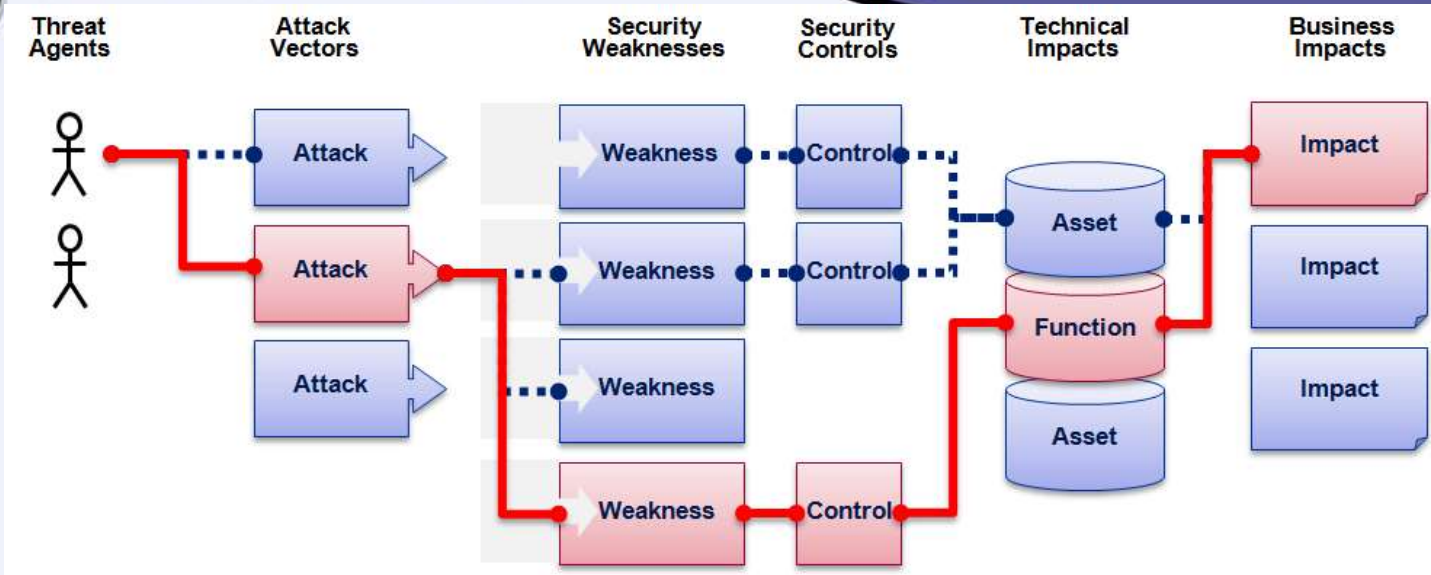 Threat
Agents
Attack
Vectors
Security
Weaknesses
Security
Controls
Technical
Impacts
Business
Impacts
Attack
Weakness
Control
Impact
Asset
Attack
Weakness
Control
Impact
Function
Attack
Weakness
Impact
Asset
Weakness
Control